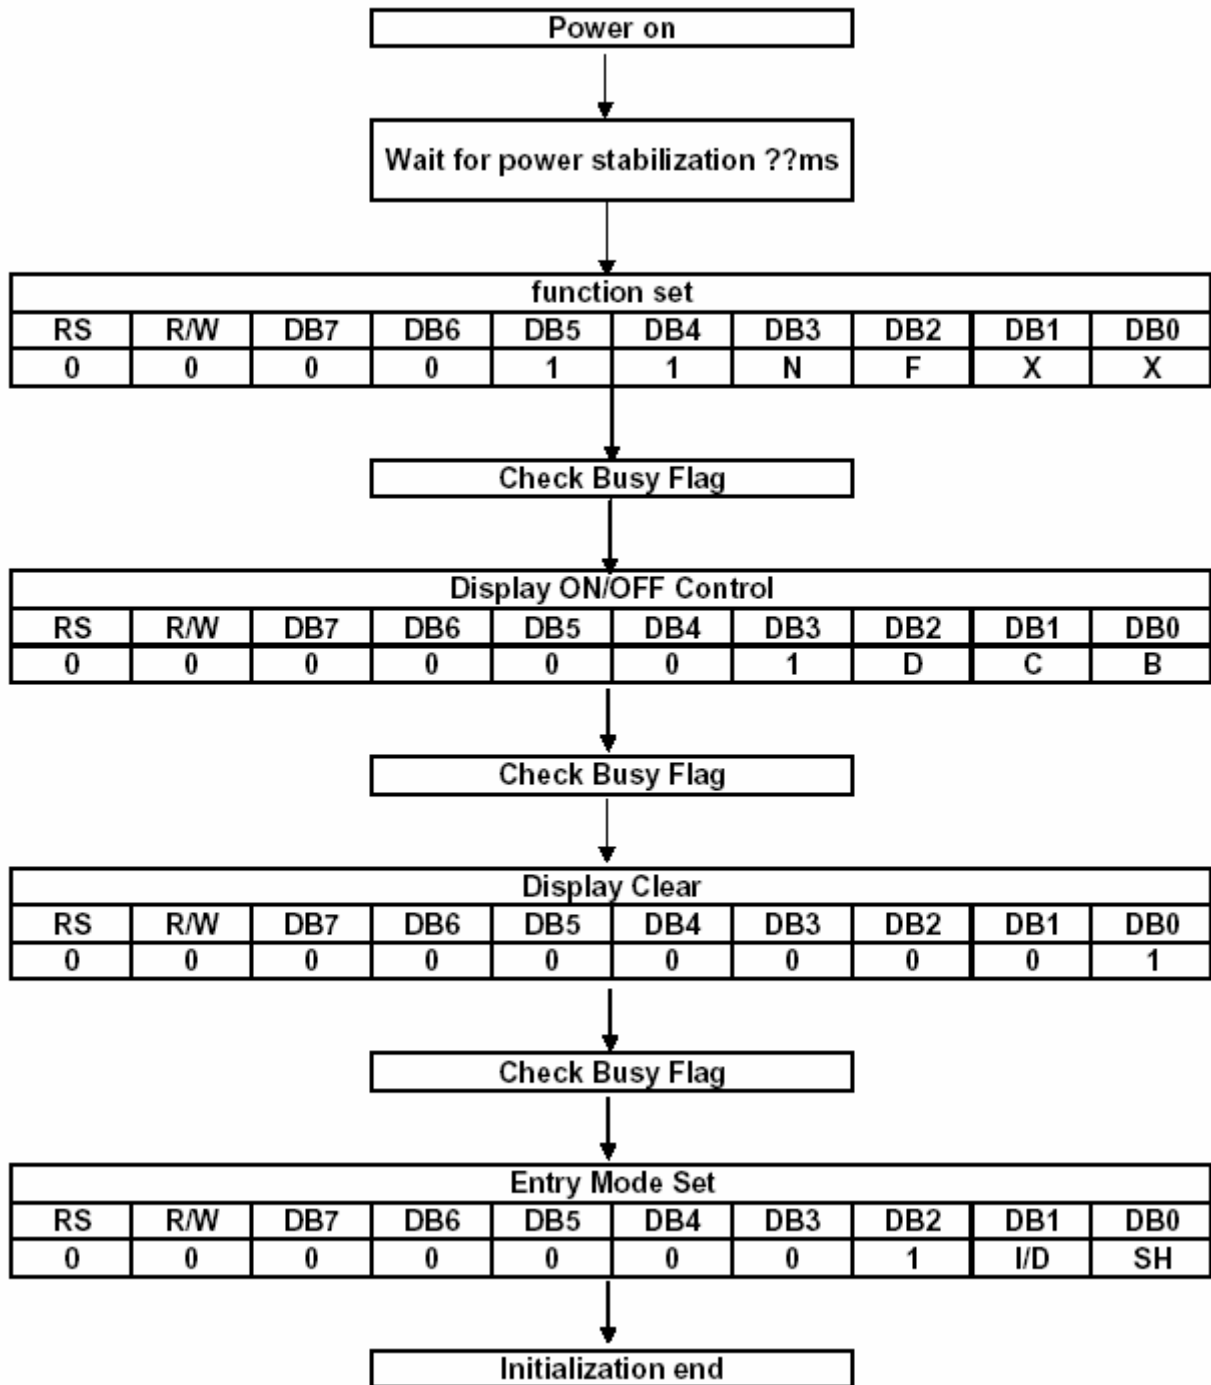 Power on
Wait for power stabilization ??ms
function set
RS R/W DB7 DB6 DB5 DB4 DB3 DB2 DB1 DB0
0 0 0 0 1 1 N F X X
Check Busy Flag
Display ON/OFF Control
RS R/W DB7 DB6 DB5 DB4 DB3 DB2 DB1 DB0
0 0 0 0 0 0 1 D C B
Check Busy Flag
Display Clear
RS R/W DB7 DB6 DB5 DB4 DB3 DB2 DB1 DB0
0 0 0 0 0 0 0 0 0 1
Check Busy Flag
Entry Mode Set
RS R/W DB7 DB6 DB5 DB4 DB3 DB2 DB1 DB0
0 0 0 0 0 0 0 1 I/D SH
Initialization end